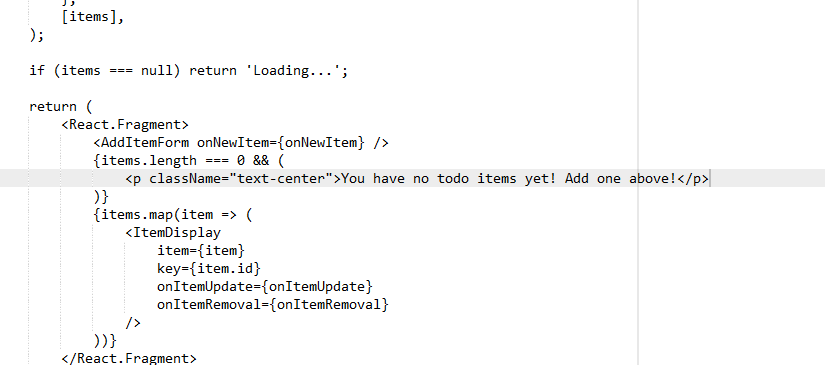 },
    [items],
);

if (items === null) return 'Loading...';

return (
    <React.Fragment>
        <AddItemForm onNewItem={onNewItem} />
        {items.length === 0 && (
            <p className="text-center">You have no todo items yet! Add one above!</p>
        )}
        {items.map(item => (
            <ItemDisplay
                item={item}
                key={item.id}
                onItemUpdate={onItemUpdate}
                onItemRemoval={onItemRemoval}
            />
        ))}
    </React.Fragment>